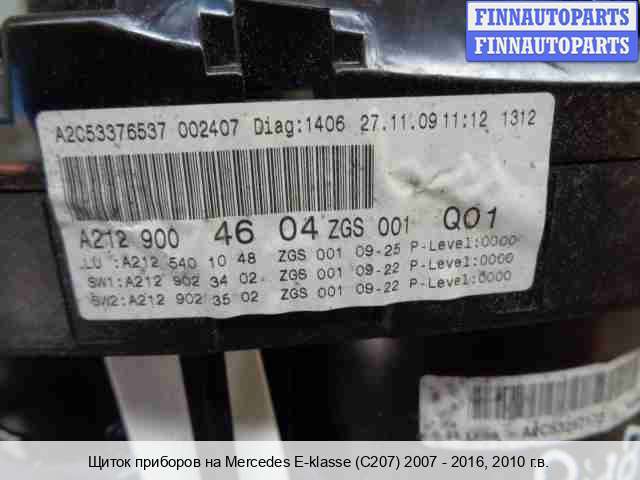 FINNAUTOPARTS
FINNAUTOPARTS
A2C53376537 002407 Diag:1406 27.11.09 11:12 1312
A212 900 46 04 ZGS 001 Q01
LU :A212 540 10 48 ZGS 001 09-25 P-Level:0000
SW1:A212 902 34 02 ZGS 001 09-22 P-Level:0000
SW2:A212 902 35 02 ZGS 001 09-22 P-Level:0000
Щиток приборов на Mercedes E-klasse (C207) 2007 - 2016, 2010 г.в.